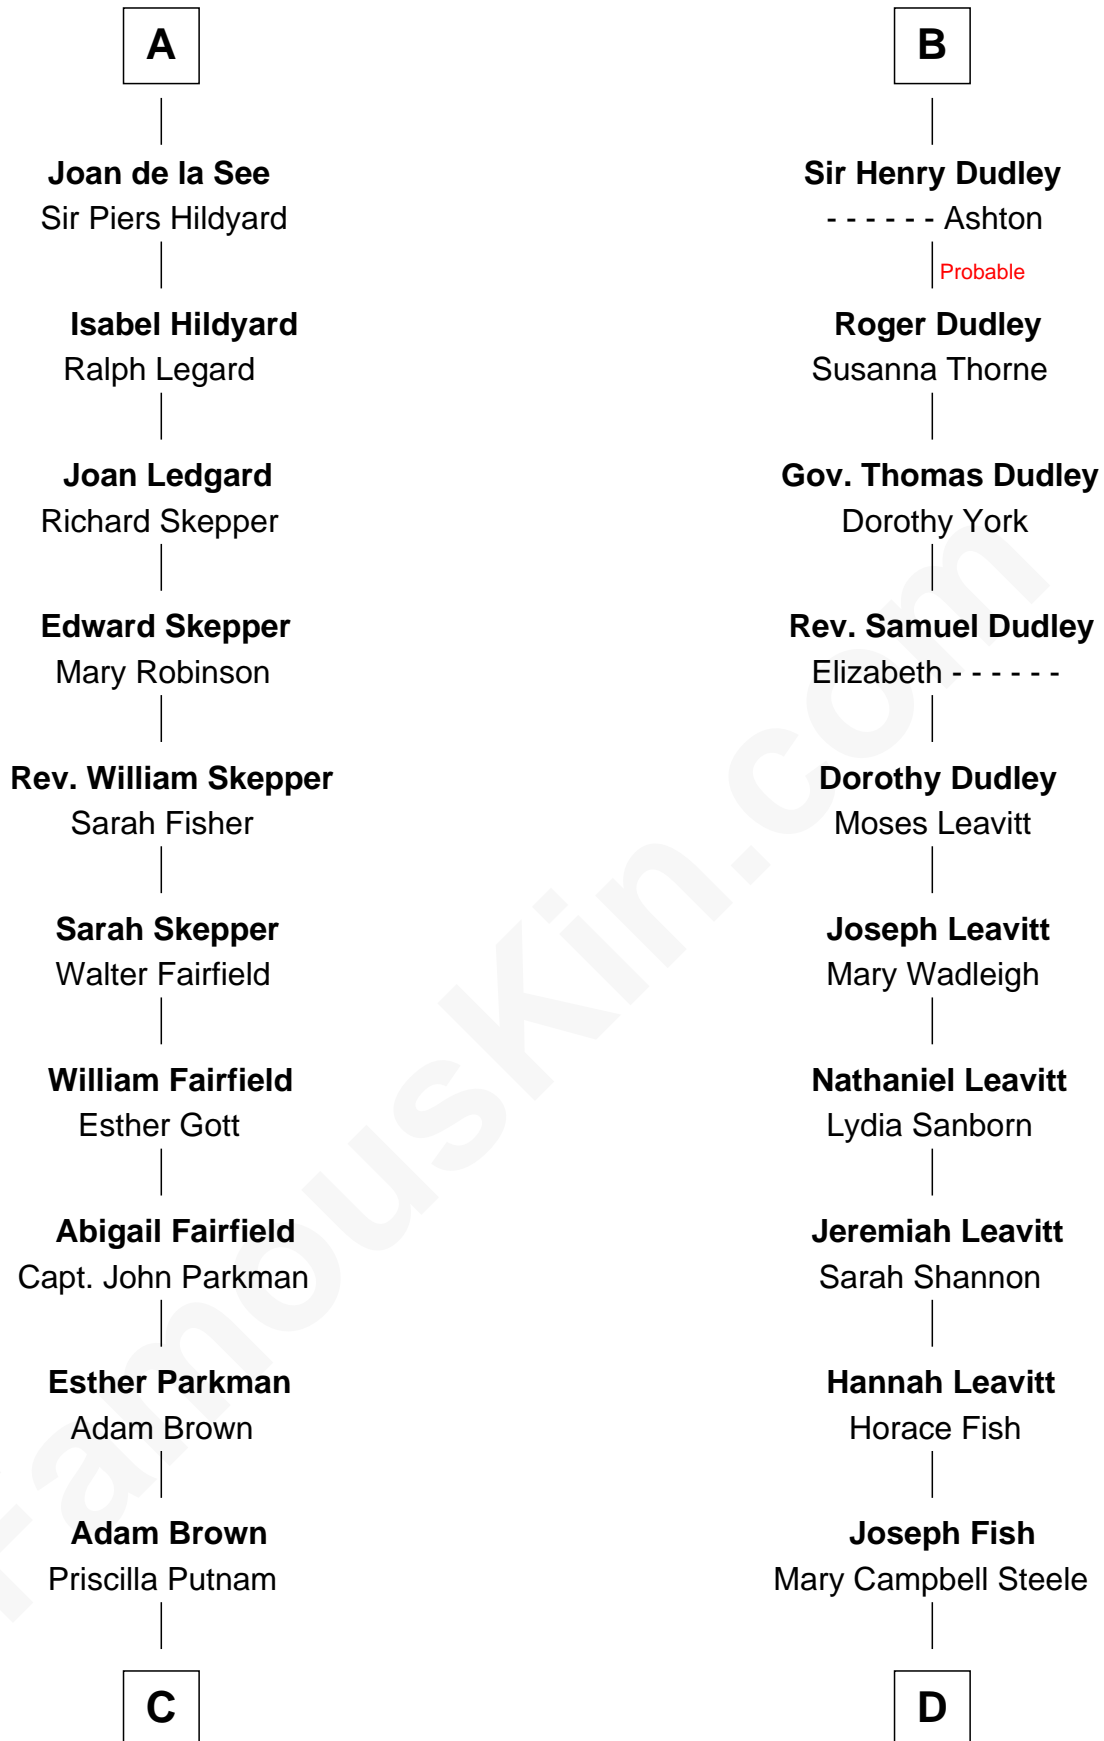 A
Joan de la See
Sir Piers Hildyard
Isabel Hildyard
Ralph Legard
Joan Ledgard
Richard Skepper
Edward Skepper
Mary Robinson
Rev. William Skepper
Sarah Fisher
Sarah Skepper
Walter Fairfield
William Fairfield
Esther Gott
Abigail Fairfield
Capt. John Parkman
Esther Parkman
Adam Brown
Adam Brown
Priscilla Putnam
C
B
Sir Henry Dudley
- - - - - - Ashton
Probable
Roger Dudley
Susanna Thorne
Gov. Thomas Dudley
Dorothy York
Rev. Samuel Dudley
Elizabeth - - - - - -
Dorothy Dudley
Moses Leavitt
Joseph Leavitt
Mary Wadleigh
Nathaniel Leavitt
Lydia Sanborn
Jeremiah Leavitt
Sarah Shannon
Hannah Leavitt
Horace Fish
Joseph Fish
Mary Campbell Steele
D
FamousKin.com